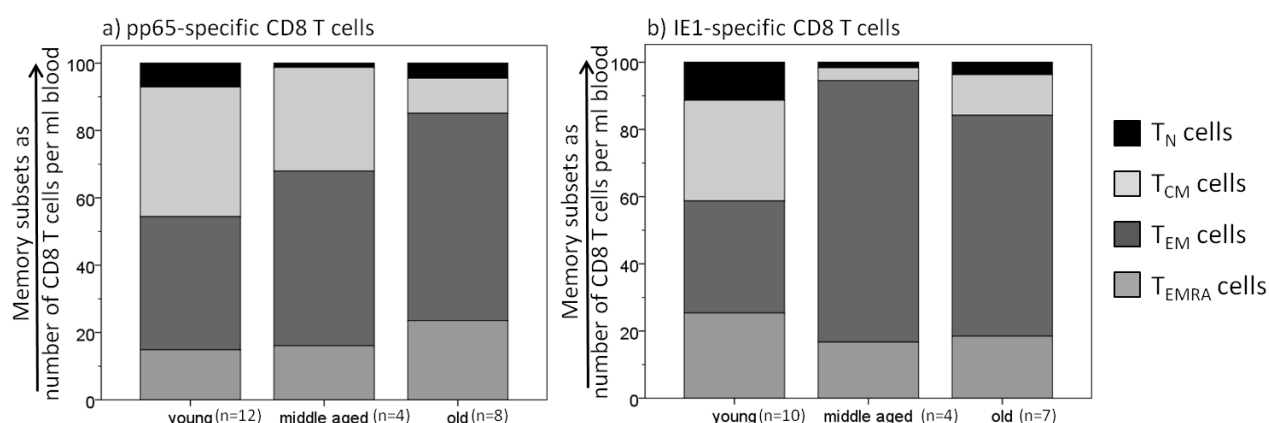 a) pp65-specific CD8 T cells
Memory subsets as
number of CD8 T cells per ml blood
100
80
60
40
20
0
young (n=12)
middle aged (n=4)
old (n=8)
b) IE1-specific CD8 T cells
Memory subsets as
number of CD8 T cells per ml blood
100
80
60
40
20
0
young (n=10)
middle aged (n=4)
old (n=7)
TN cells
TCM cells
TEM cells
TEMRA cells